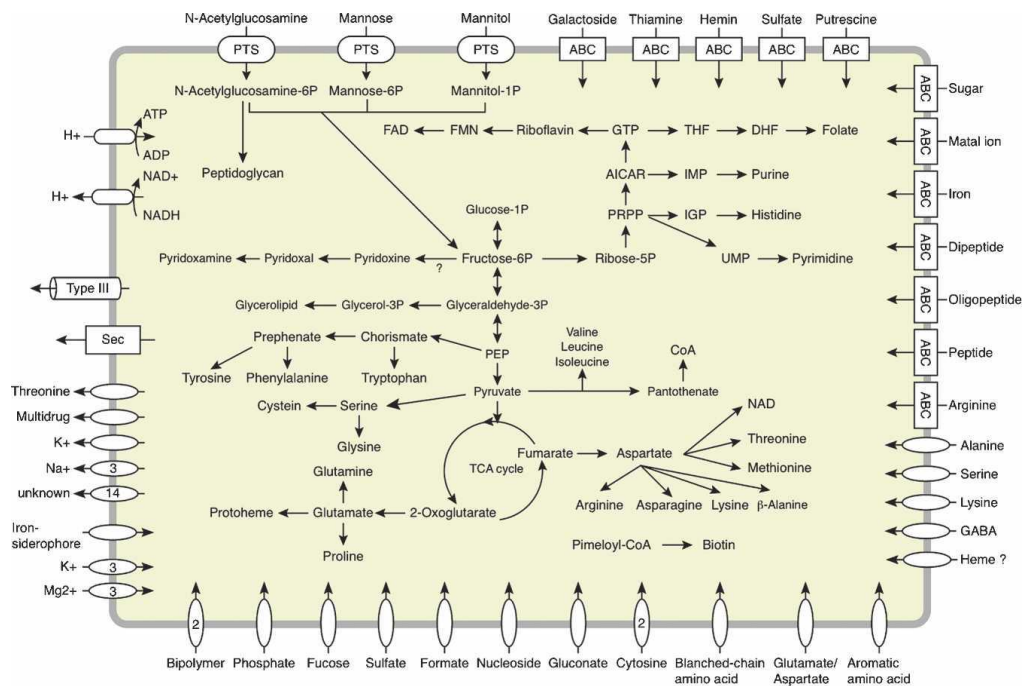 N-Acetylglucosamine Mannose Mannitol Galactoside Thiamine Hemin Sulfate Putrescine
PTS PTS PTS ABC ABC ABC ABC ABC
N-Acetylglucosamine-6P Mannose-6P Mannitol-1P
ABC Sugar
ATP
H+
ADP
FAD FMN Riboflavin GTP THF DHF Folate
ABC Matal ion
Peptidoglycan
NAD+
H+
NADH
AICAR IMP Purine
ABC Iron
Glucose-1P
PRPP IGP Histidine
Pyridoxamine Pyridoxal Pyridoxine ? Fructose-6P Ribose-5P UMP Pyrimidine
ABC Dipeptide
Type III
Glycerolipid Glycerol-3P Glyceraldehyde-3P
ABC Oligopeptide
Sec
Prephenate Chorismate PEP
Valine
Leucine
Isoleucine
CoA
ABC Peptide
Tyrosine Phenylalanine Tryptophan
Threonine
Pyruvate Pantothenate
Cystein Serine
NAD
ABC Arginine
Multidrug
K+
Glysine
Fumarate Aspartate
Threonine
Alanine
Na+ 3
Glutamine
TCA cycle
Methionine
Serine
unknown 14
Arginine Asparagine Lysine β-Alanine
Lysine
Protoheme Glutamate 2-Oxoglutarate
Iron-
siderophore
GABA
Proline
Pimeloyl-CoA Biotin
Heme ?
K+ 3
Mg2+ 3
2 2
Bipolymer Phosphate Fucose Sulfate Formate Nucleoside Gluconate Cytosine Blanched-chain
amino acid
Glutamate/
Aspartate
Aromatic
amino acid